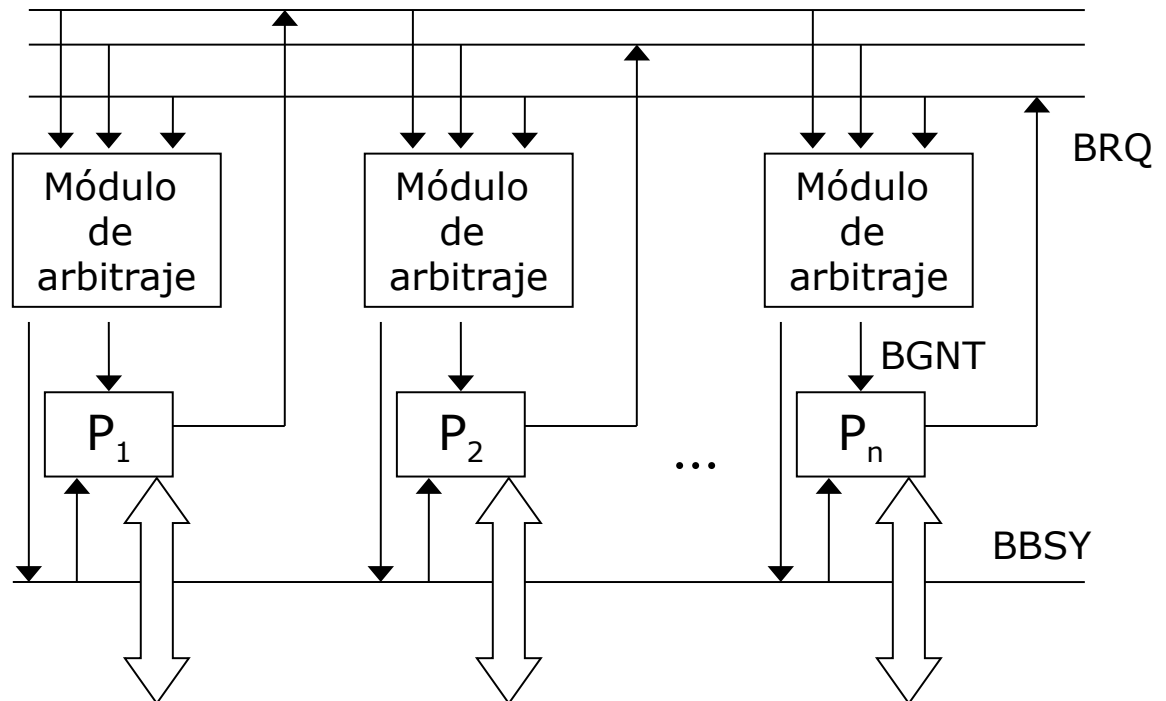 BRQ
Módulo
de
arbitraje
Módulo
de
arbitraje
Módulo
de
arbitraje
BGNT
P1
P2
...
Pn
BBSY